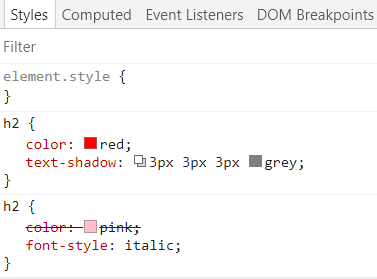 Styles Computed Event Listeners DOM Breakpoints
Filter
element.style {
}
h2 {
color: red;
text-shadow: 3px 3px 3px grey;
}
h2 {
color: pink;
font-style: italic;
}